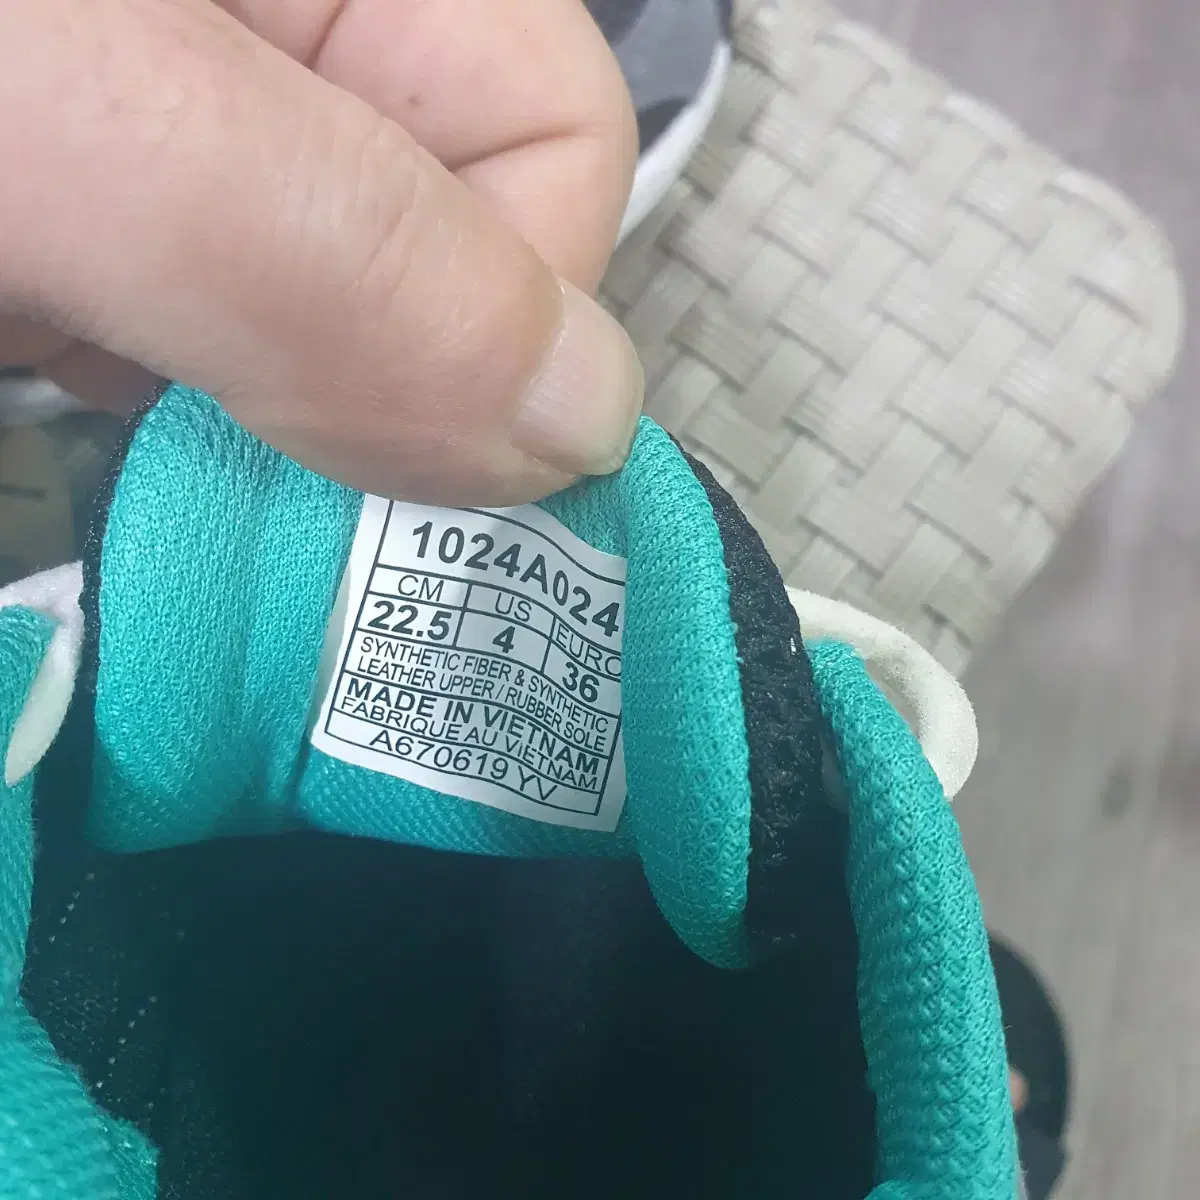 1024A024
CM US EURO
22.5 4 36
SYNTHETIC FIBER & SYNTHETIC
LEATHER UPPER / RUBBER SOLE
MADE IN VIETNAM
FABRIQUE AU VIETNAM
A670619 YV